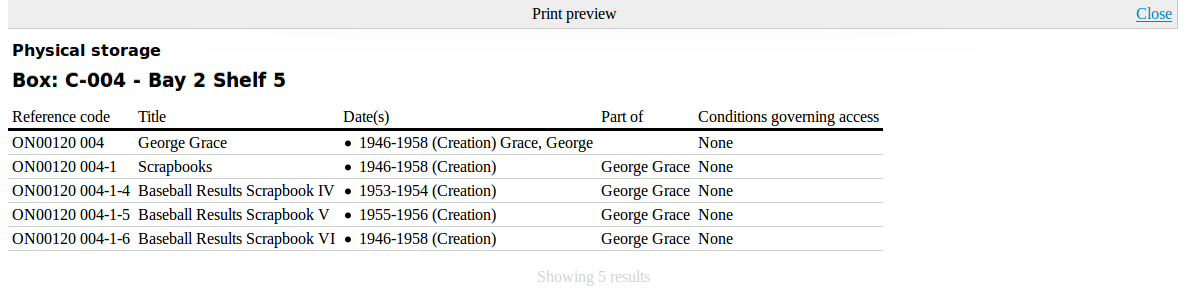 Print preview Close
Physical storage
Box: C-004 - Bay 2 Shelf 5
Reference code Title Date(s) Part of Conditions governing access
ON00120 004 George Grace • 1946-1958 (Creation) Grace, George None
ON00120 004-1 Scrapbooks • 1946-1958 (Creation) George Grace None
ON00120 004-1-4 Baseball Results Scrapbook IV • 1953-1954 (Creation) George Grace None
ON00120 004-1-5 Baseball Results Scrapbook V • 1955-1956 (Creation) George Grace None
ON00120 004-1-6 Baseball Results Scrapbook VI • 1946-1958 (Creation) George Grace None
Showing 5 results